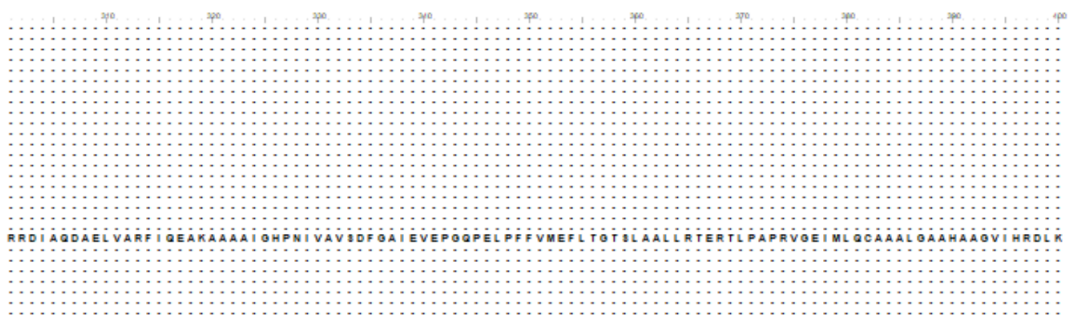 310 320 330 340 350 360 370 380 390 400
RRDIAQDAELVARFIQEAKAAAAIGHPNIVAVSDFGAIEVEPGQPELPFFVMEFLTGTSLAALLRTERTLPAPRVGEIMLQCAAALGAAHAAGVIHRDLK